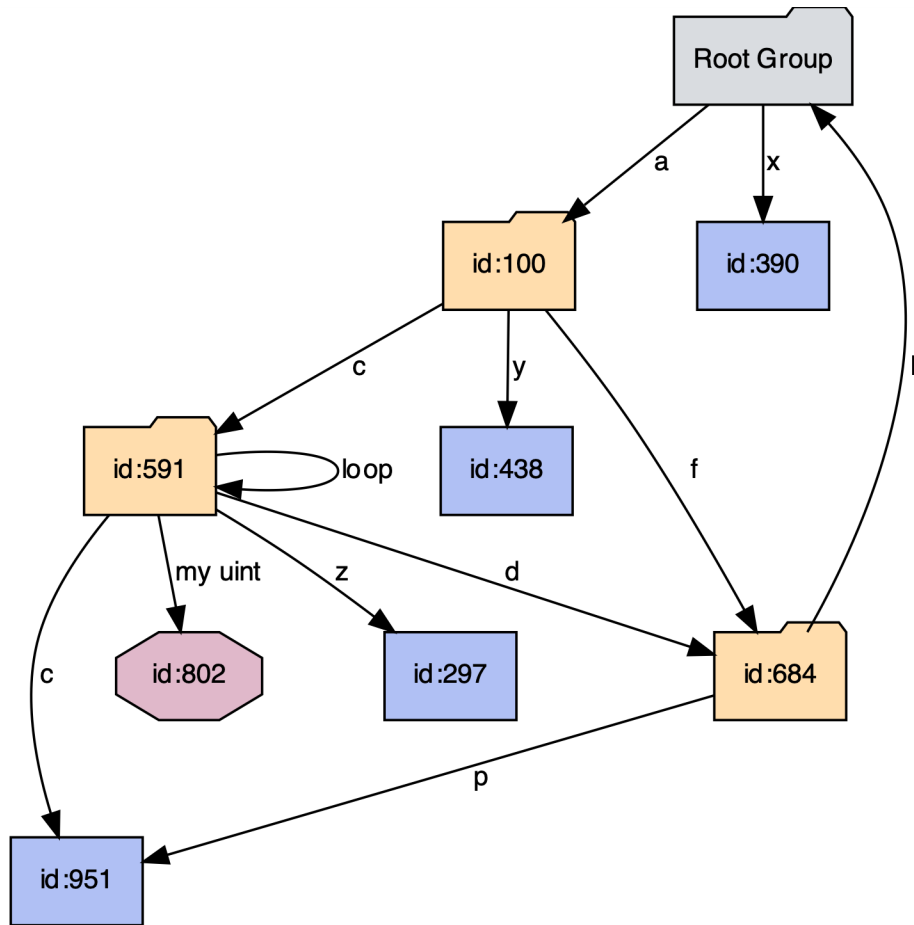 Root Group
a
x
id:100
id:390
c
y
id:591
loop
id:438
f
my uint
z
d
id:802
id:297
id:684
c
p
id:951